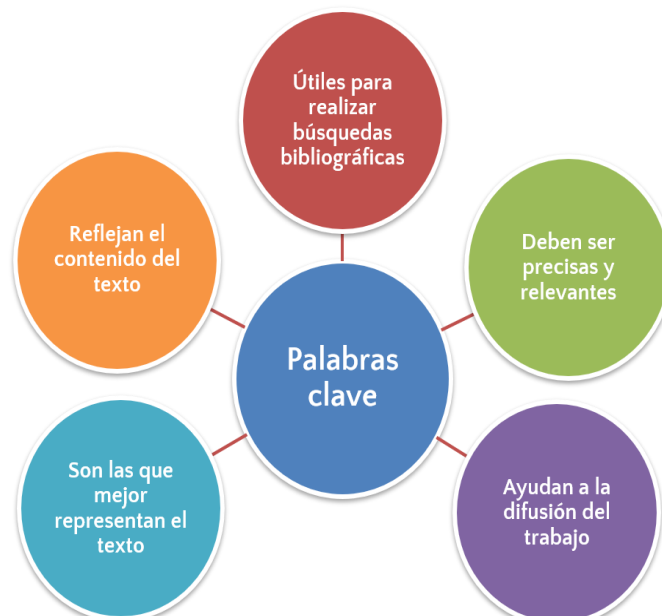 Útiles para
realizar
búsquedas
bibliográficas
Reflejan el
contenido del
texto
Deben ser
precisas y
relevantes
Palabras
clave
Son las que
mejor
representan el
texto
Ayudan a la
difusión del
trabajo